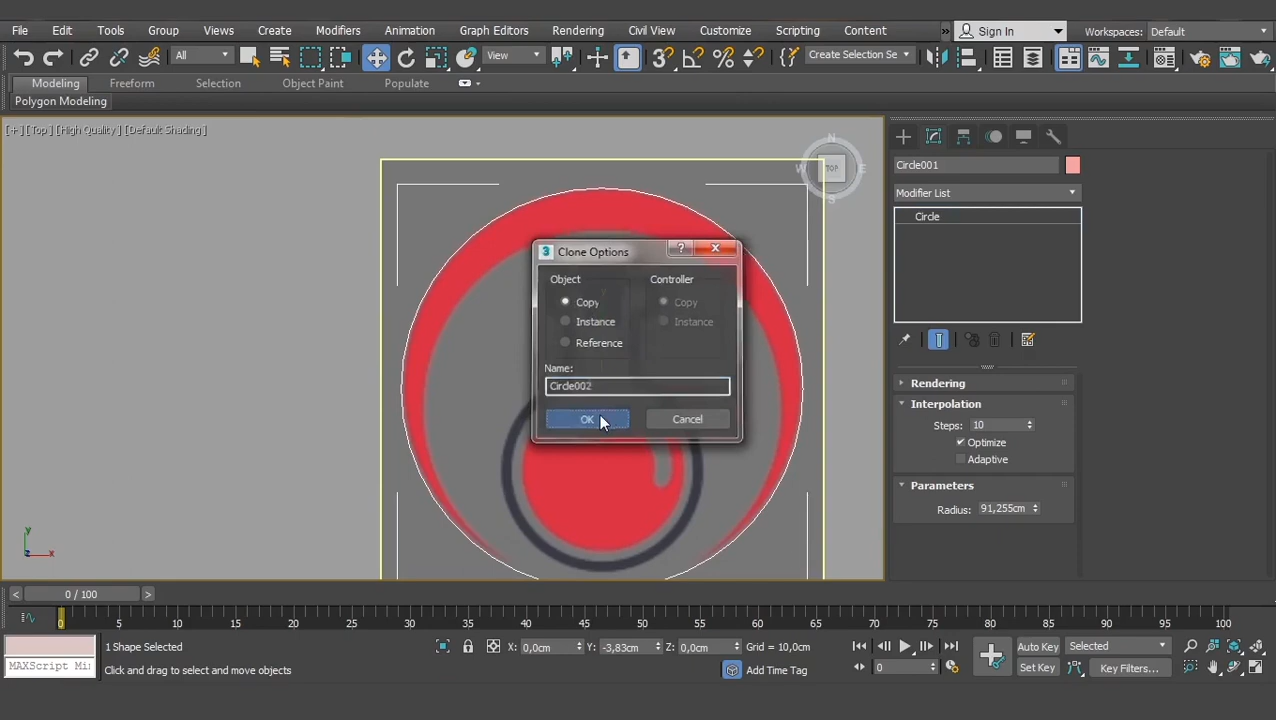 File Edit Tools Group Views Create Modifiers Animation Graph Editors Rendering Civil View Customize Scripting Content » Sign In Workspaces: Default
All View Create Selection Se
Modeling Freeform Selection Object Paint Populate
Polygon Modeling
[+] [Top] [High Quality] [Default Shading]
N
W TOP E
S
Circle001
Modifier List
Circle
3 Clone Options ? X
Object Controller
Copy Copy
Instance Instance
Reference
Name:
Circle002
OK Cancel
Rendering
Interpolation
Steps: 10
Optimize
Adaptive
Parameters
Radius: 91,255cm
y
z x
< 0 / 100 >
0 5 10 15 20 25 30 35 40 45 50 55 60 65 70 75 80 85 90 95 100
1 Shape Selected X: 0,0cm Y: -3,83cm Z: 0,0cm Grid = 10,0cm Auto Key Selected
MAXScript Mi Click and drag to select and move objects Add Time Tag 0 Set Key Key Filters...